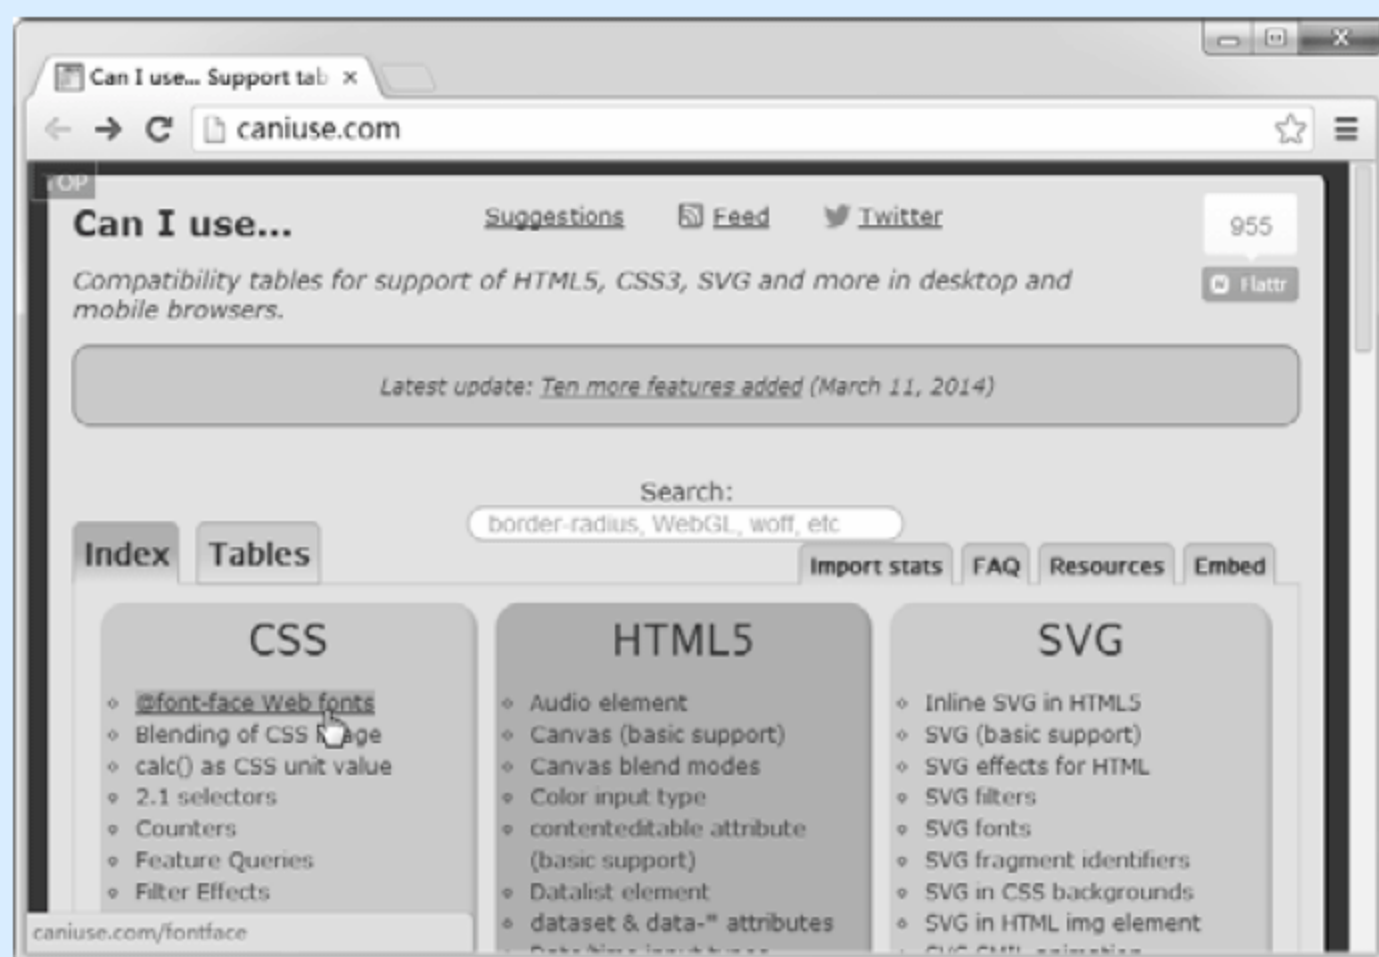 Can I use... Support tab
caniuse.com
TOP
Can I use...
Suggestions
Feed
Twitter
955
Flattr
Compatibility tables for support of HTML5, CSS3, SVG and more in desktop and
mobile browsers.
Latest update: Ten more features added (March 11, 2014)
Search:
border-radius, WebGL, woff, etc
Index
Tables
Import stats
FAQ
Resources
Embed
CSS
@font-face Web fonts
Blending of CSS
calc() as CSS unit value
2.1 selectors
Counters
Feature Queries
Filter Effects
HTML5
Audio element
Canvas (basic support)
Canvas blend modes
Color input type
contenteditable attribute
(basic support)
Datalist element
dataset & data-* attributes
SVG
Inline SVG in HTML5
SVG (basic support)
SVG effects for HTML
SVG filters
SVG fonts
SVG fragment identifiers
SVG in CSS backgrounds
SVG in HTML img element
caniuse.com/fontface